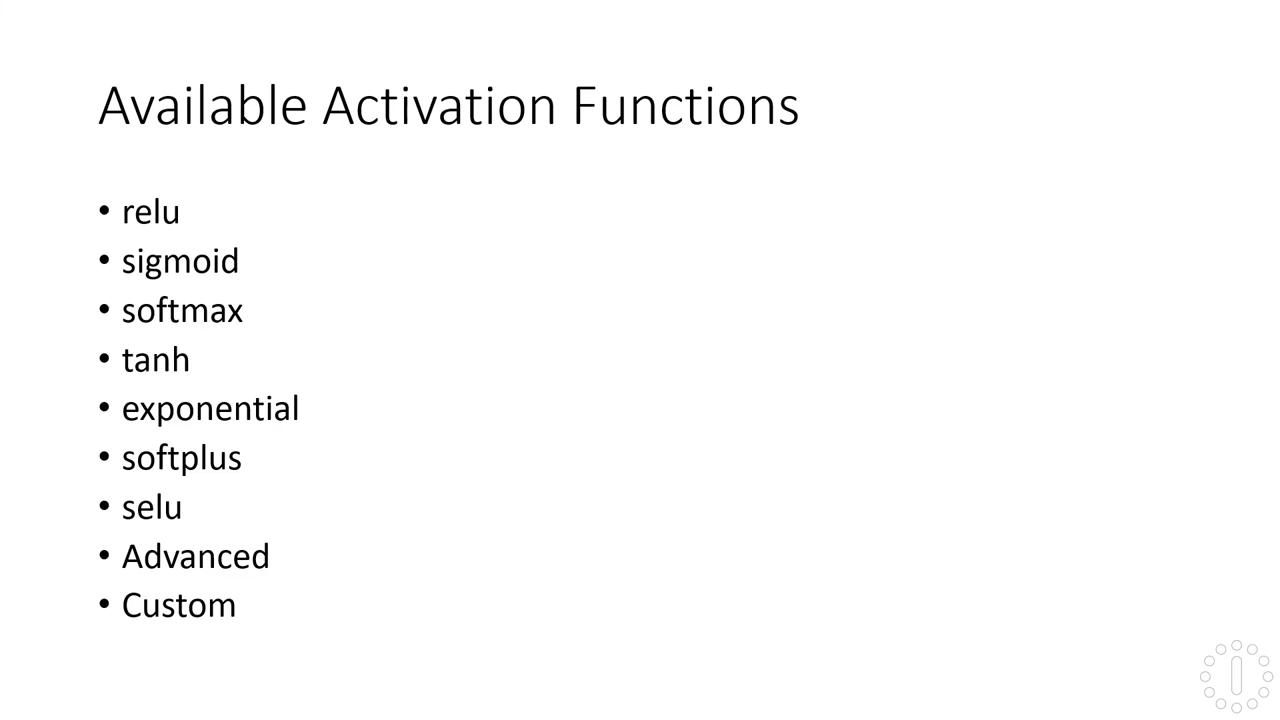 Available Activation Functions
• relu
• sigmoid
• softmax
• tanh
• exponential
• softplus
• selu
• Advanced
• Custom